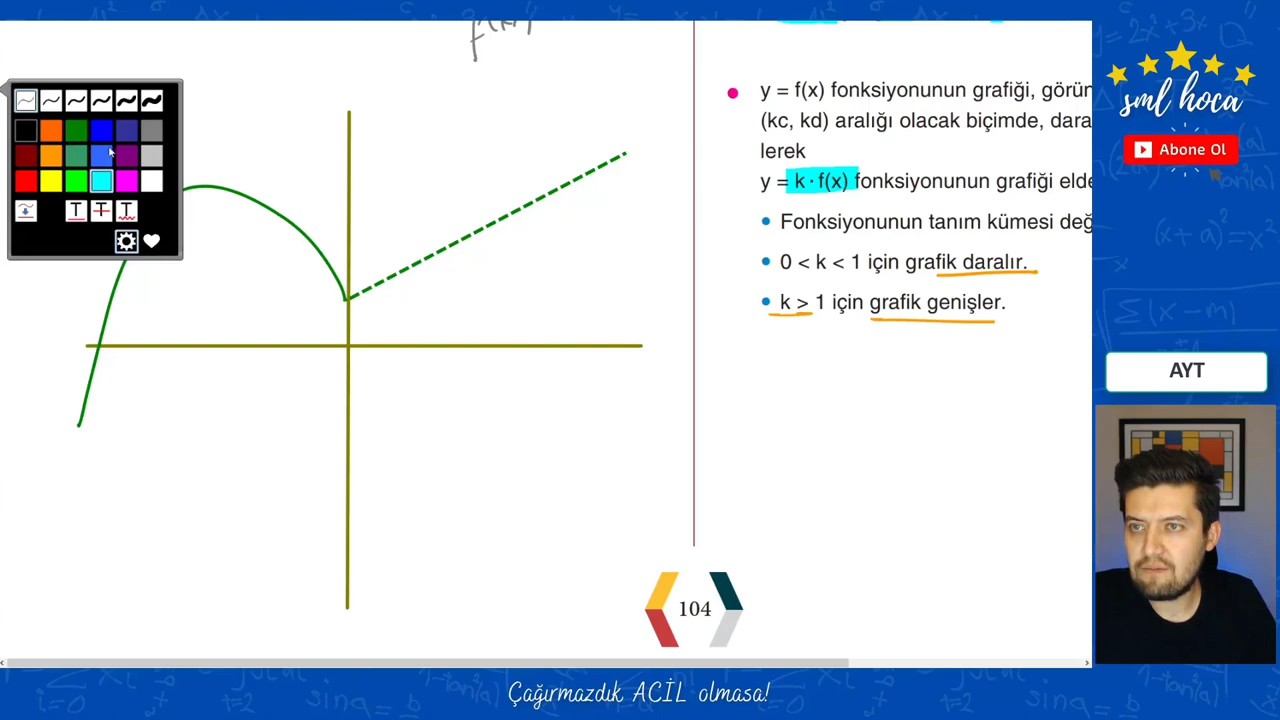 f(x)
y = f(x) fonksiyonunun grafiği, görün
(kc, kd) aralığı olacak biçimde, dara
lerek
y = k · f(x) fonksiyonunun grafiği elde
Fonksiyonunun tanım kümesi değ
0 < k < 1 için grafik daralır.
k > 1 için grafik genişler.
104
sml hoca
Abone Ol
AYT
Çağırmazdık ACİL olmasa!